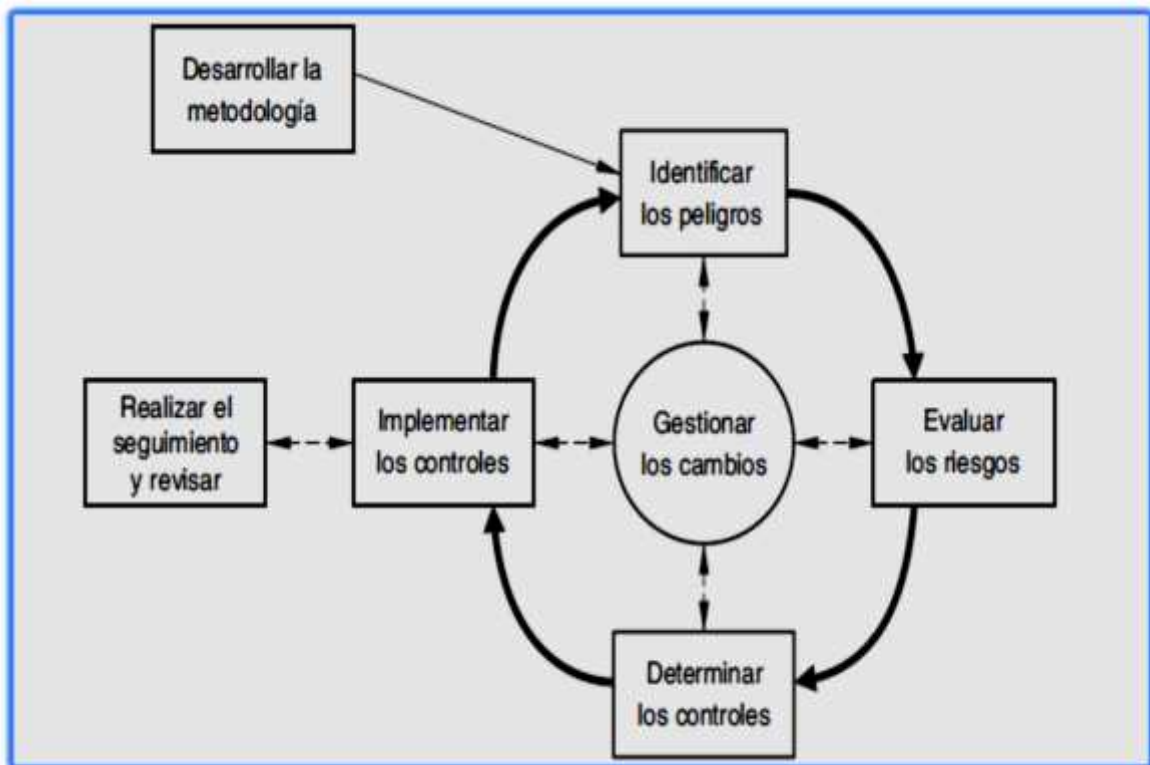 Desarrollar la
metodología
Identificar
los peligros
Realizar el
seguimiento
y revisar
Implementar
los controles
Gestionar
los cambios
Evaluar
los riesgos
Determinar
los controles